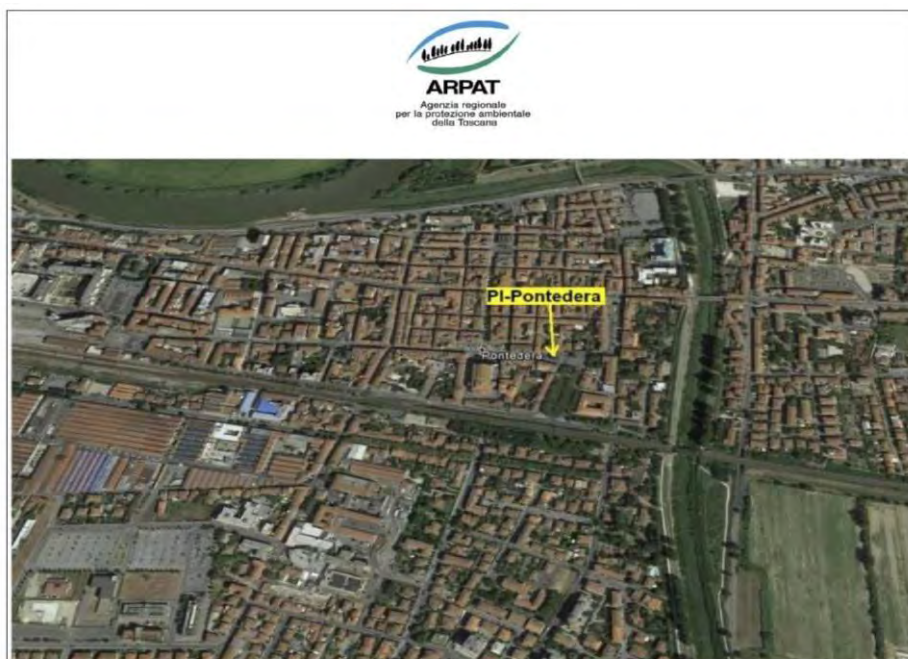 ARPAT
Agenzia regionale
per la protezione ambientale
della Toscana
PI-Pontedera
Pontedera